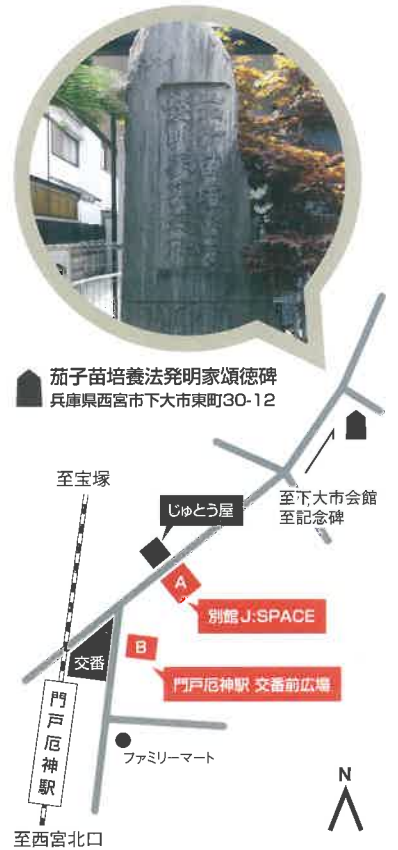 茄子苗培養法発明家頌徳碑
兵庫県西宮市下大市東町30-12
至宝塚
じゅとう屋
至下大市会館
至記念碑
A
別館J:SPACE
B
門戸厄神駅 交番前広場
交番
門戸厄神駅
ファミリーマート
N
至西宮北口